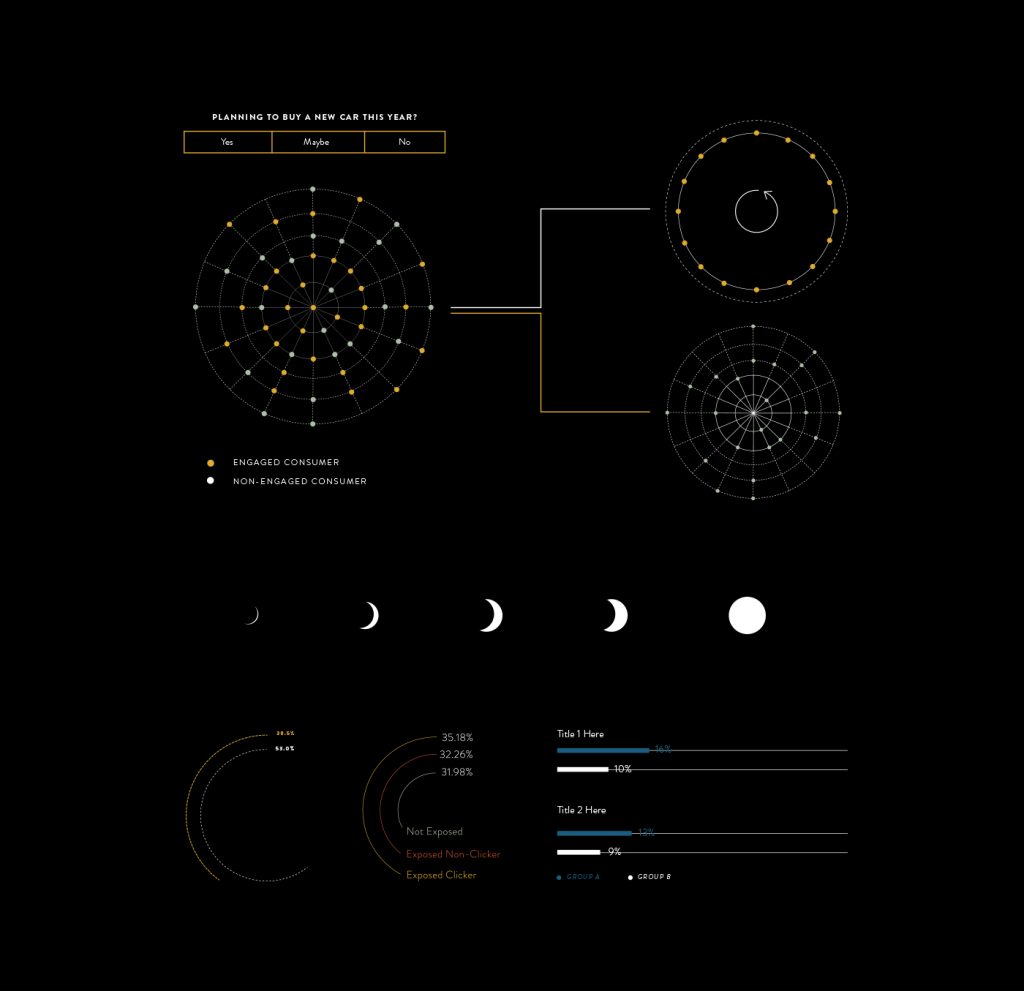 PLANNING TO BUY A NEW CAR THIS YEAR?
Yes Maybe No
ENGAGED CONSUMER
NON-ENGAGED CONSUMER
38.5%
53.0%
35.18%
32.26%
31.98%
Not Exposed
Exposed Non-Clicker
Exposed Clicker
Title 1 Here
16%
10%
Title 2 Here
13%
9%
GROUP A GROUP B